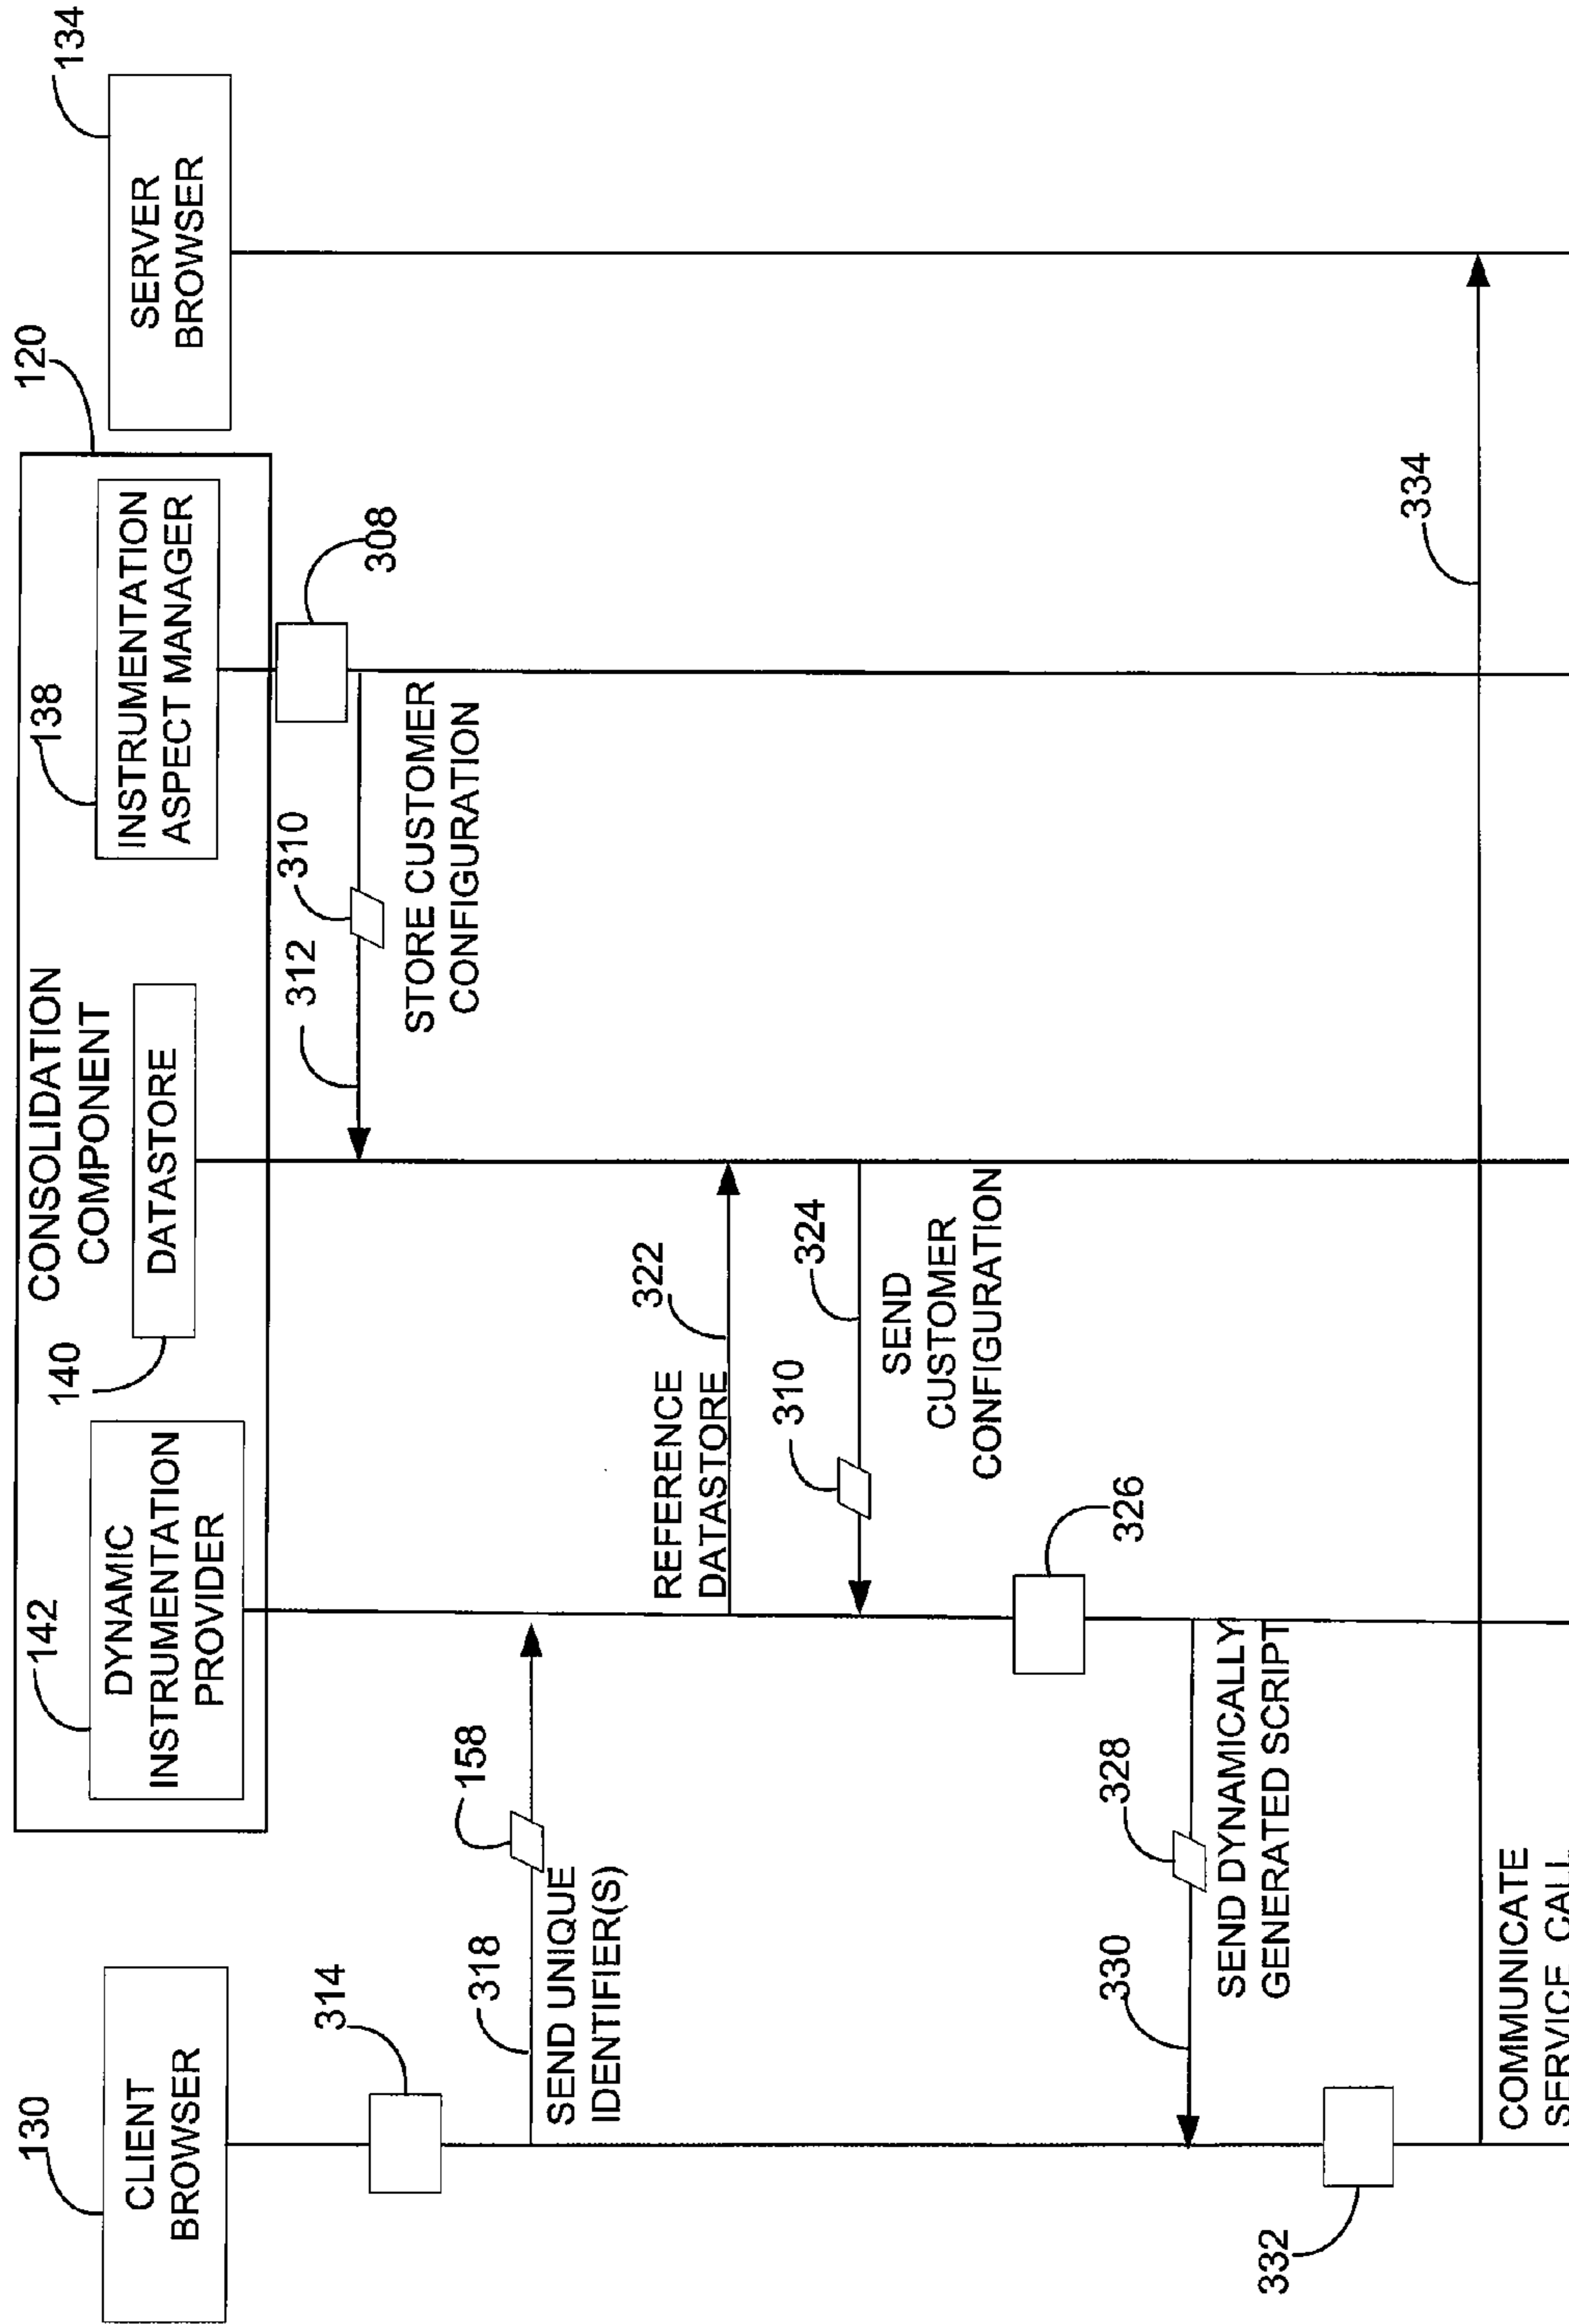 130
CLIENT
BROWSER
142
DYNAMIC
INSTRUMENTATION
PROVIDER
140
CONSOLIDATION
COMPONENT
DATASTORE
138
INSTRUMENTATION
ASPECT MANAGER
120
SERVER
BROWSER
134
308
312
310
STORE CUSTOMER
CONFIGURATION
314
318
158
SEND UNIQUE
IDENTIFIER(S)
REFERENCE
DATASTORE
322
310
324
SEND
CUSTOMER
CONFIGURATION
326
330
328
SEND DYNAMICALLY
GENERATED SCRIPT
332
334
COMMUNICATE
SERVICE CALL